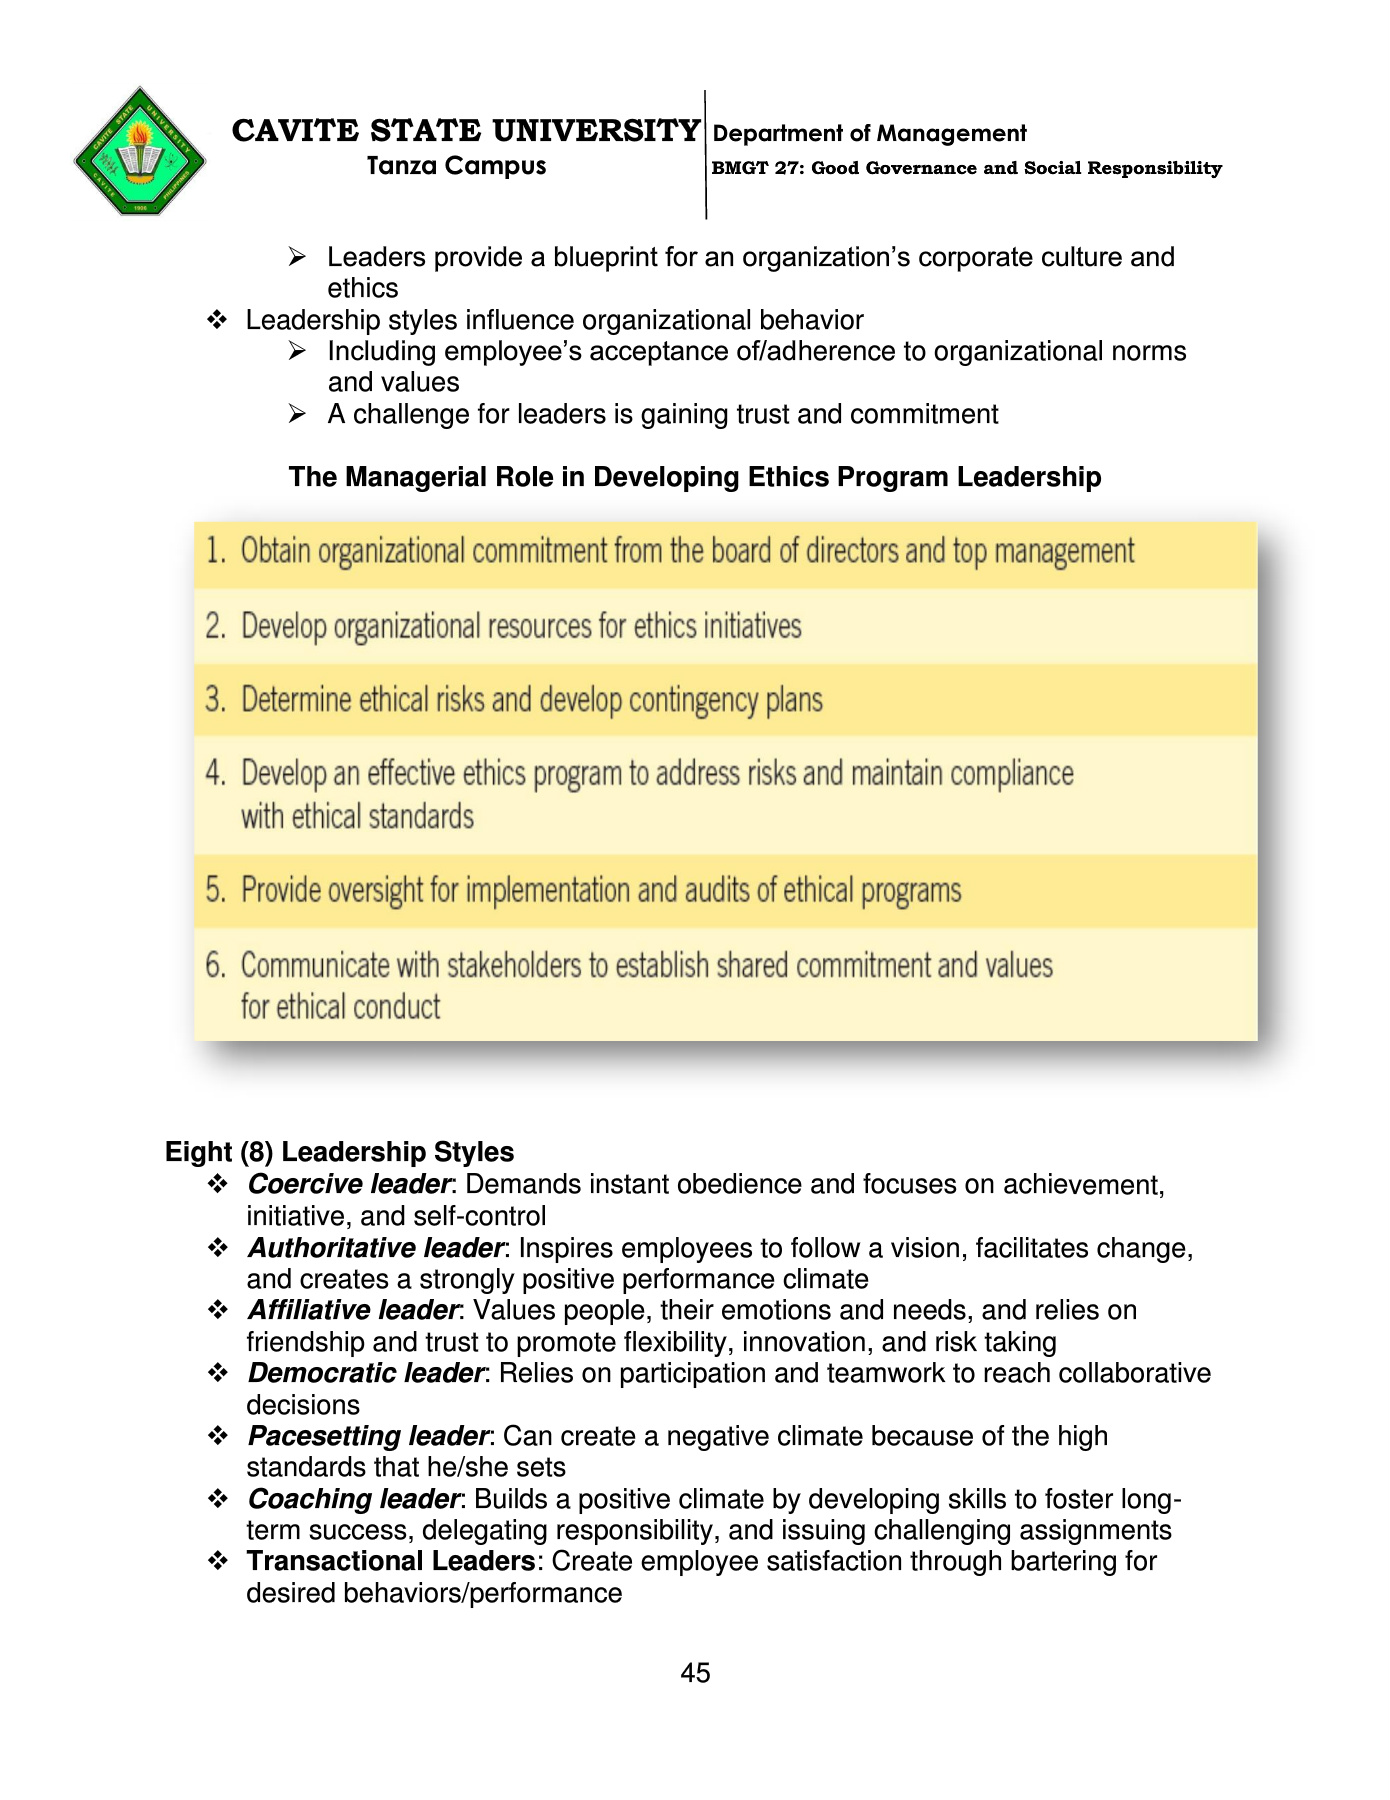 CAVITE STATE UNIVERSITY
Tanza Campus
Department of Management
BMGT 27: Good Governance and Social Responsibility
CAVITE STATE UNIVERSITY
CAVITE
PHILIPPINES
1906
➢ Leaders provide a blueprint for an organization’s corporate culture and
ethics
❖ Leadership styles influence organizational behavior
➢ Including employee’s acceptance of/adherence to organizational norms
and values
➢ A challenge for leaders is gaining trust and commitment
The Managerial Role in Developing Ethics Program Leadership
1. Obtain organizational commitment from the board of directors and top management
2. Develop organizational resources for ethics initiatives
3. Determine ethical risks and develop contingency plans
4. Develop an effective ethics program to address risks and maintain compliance
with ethical standards
5. Provide oversight for implementation and audits of ethical programs
6. Communicate with stakeholders to establish shared commitment and values
for ethical conduct
Eight (8) Leadership Styles
❖ Coercive leader: Demands instant obedience and focuses on achievement,
initiative, and self-control
❖ Authoritative leader: Inspires employees to follow a vision, facilitates change,
and creates a strongly positive performance climate
❖ Affiliative leader: Values people, their emotions and needs, and relies on
friendship and trust to promote flexibility, innovation, and risk taking
❖ Democratic leader: Relies on participation and teamwork to reach collaborative
decisions
❖ Pacesetting leader: Can create a negative climate because of the high
standards that he/she sets
❖ Coaching leader: Builds a positive climate by developing skills to foster long-
term success, delegating responsibility, and issuing challenging assignments
❖ Transactional Leaders: Create employee satisfaction through bartering for
desired behaviors/performance
45